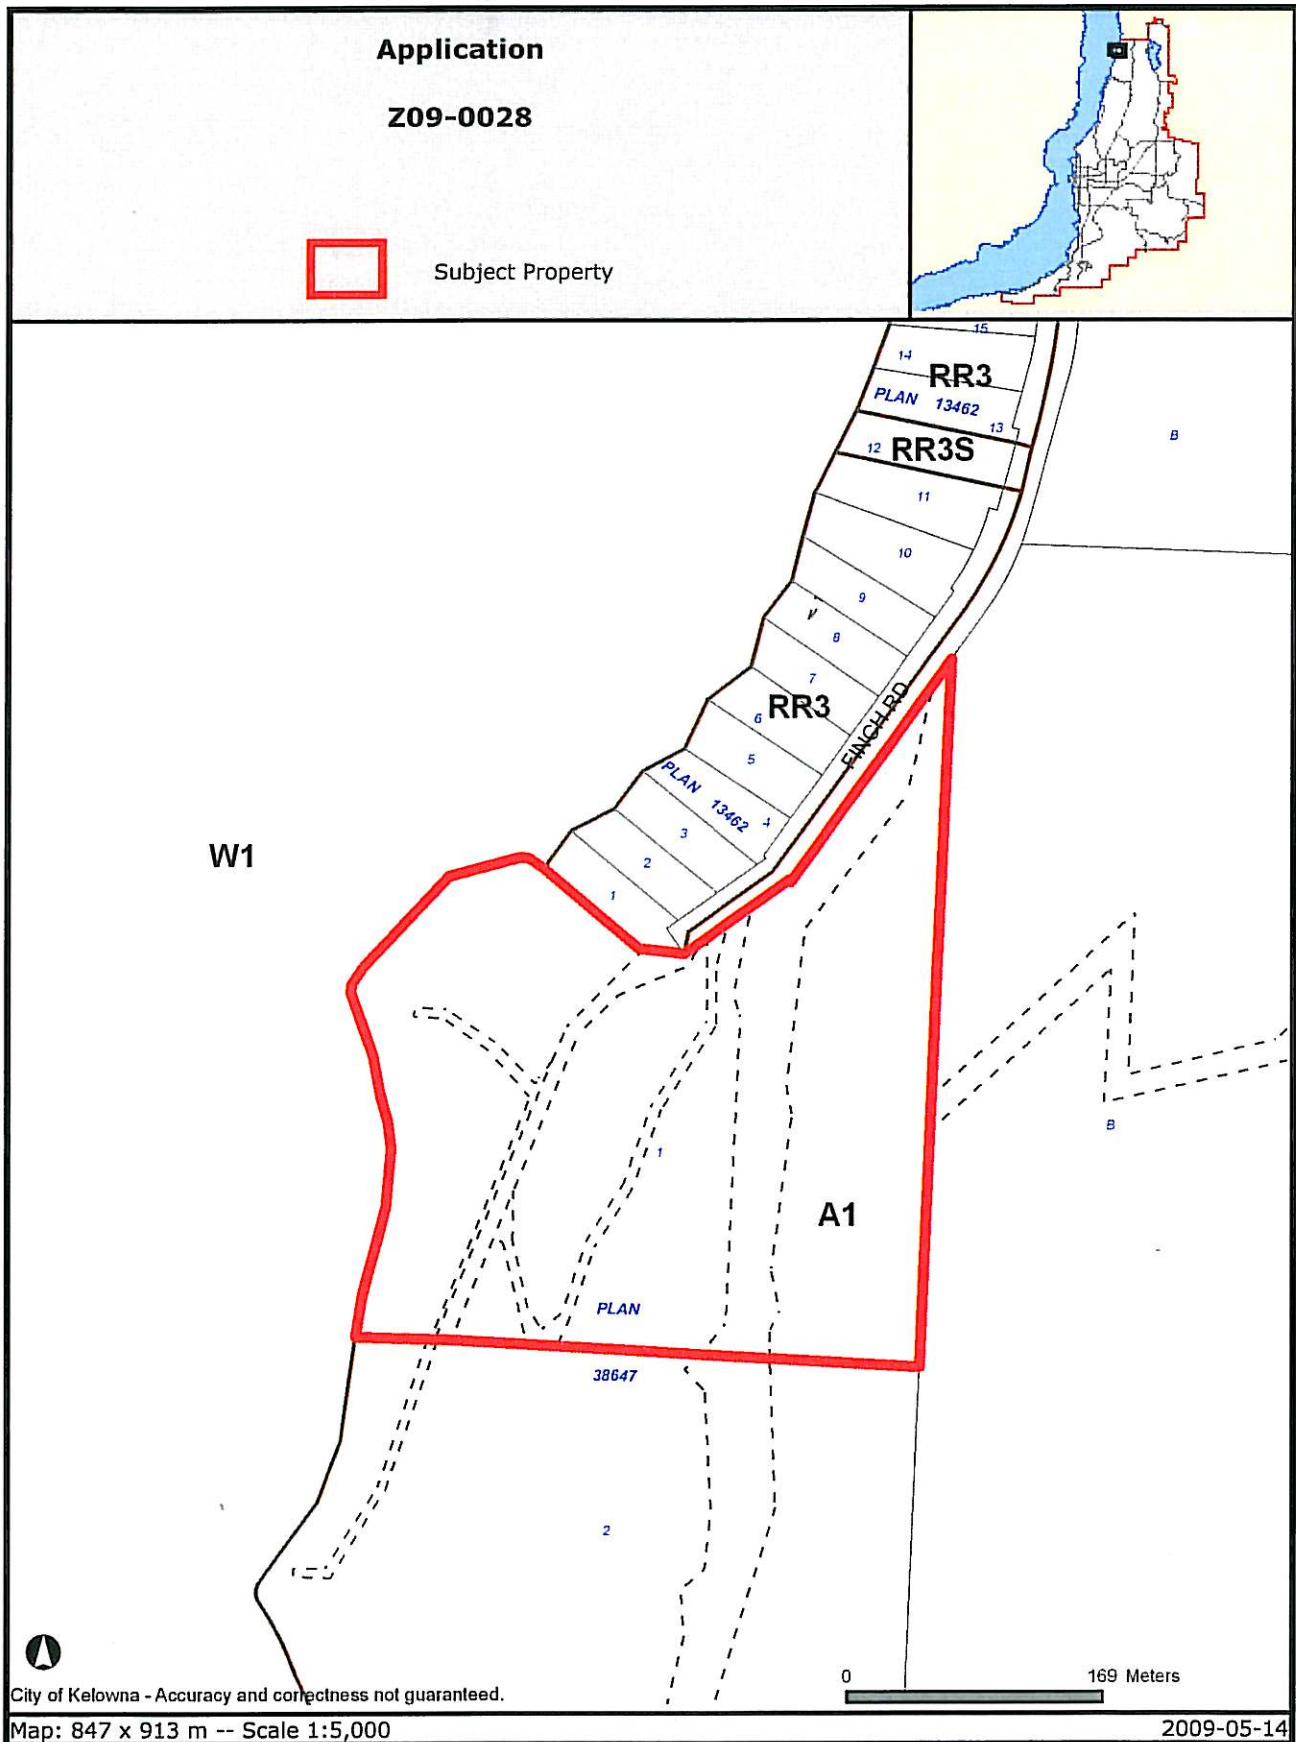 Application
Z09-0028
Subject Property
15
14
RR3
PLAN 13462
13
12
RR3S
11
B
10
9
8
7
RR3
6
FINCH RD
5
PLAN 13462
4
3
2
1
W1
B
1
A1
PLAN
38647
2
0 169 Meters
City of Kelowna - Accuracy and correctness not guaranteed.
Map: 847 x 913 m -- Scale 1:5,000
2009-05-14